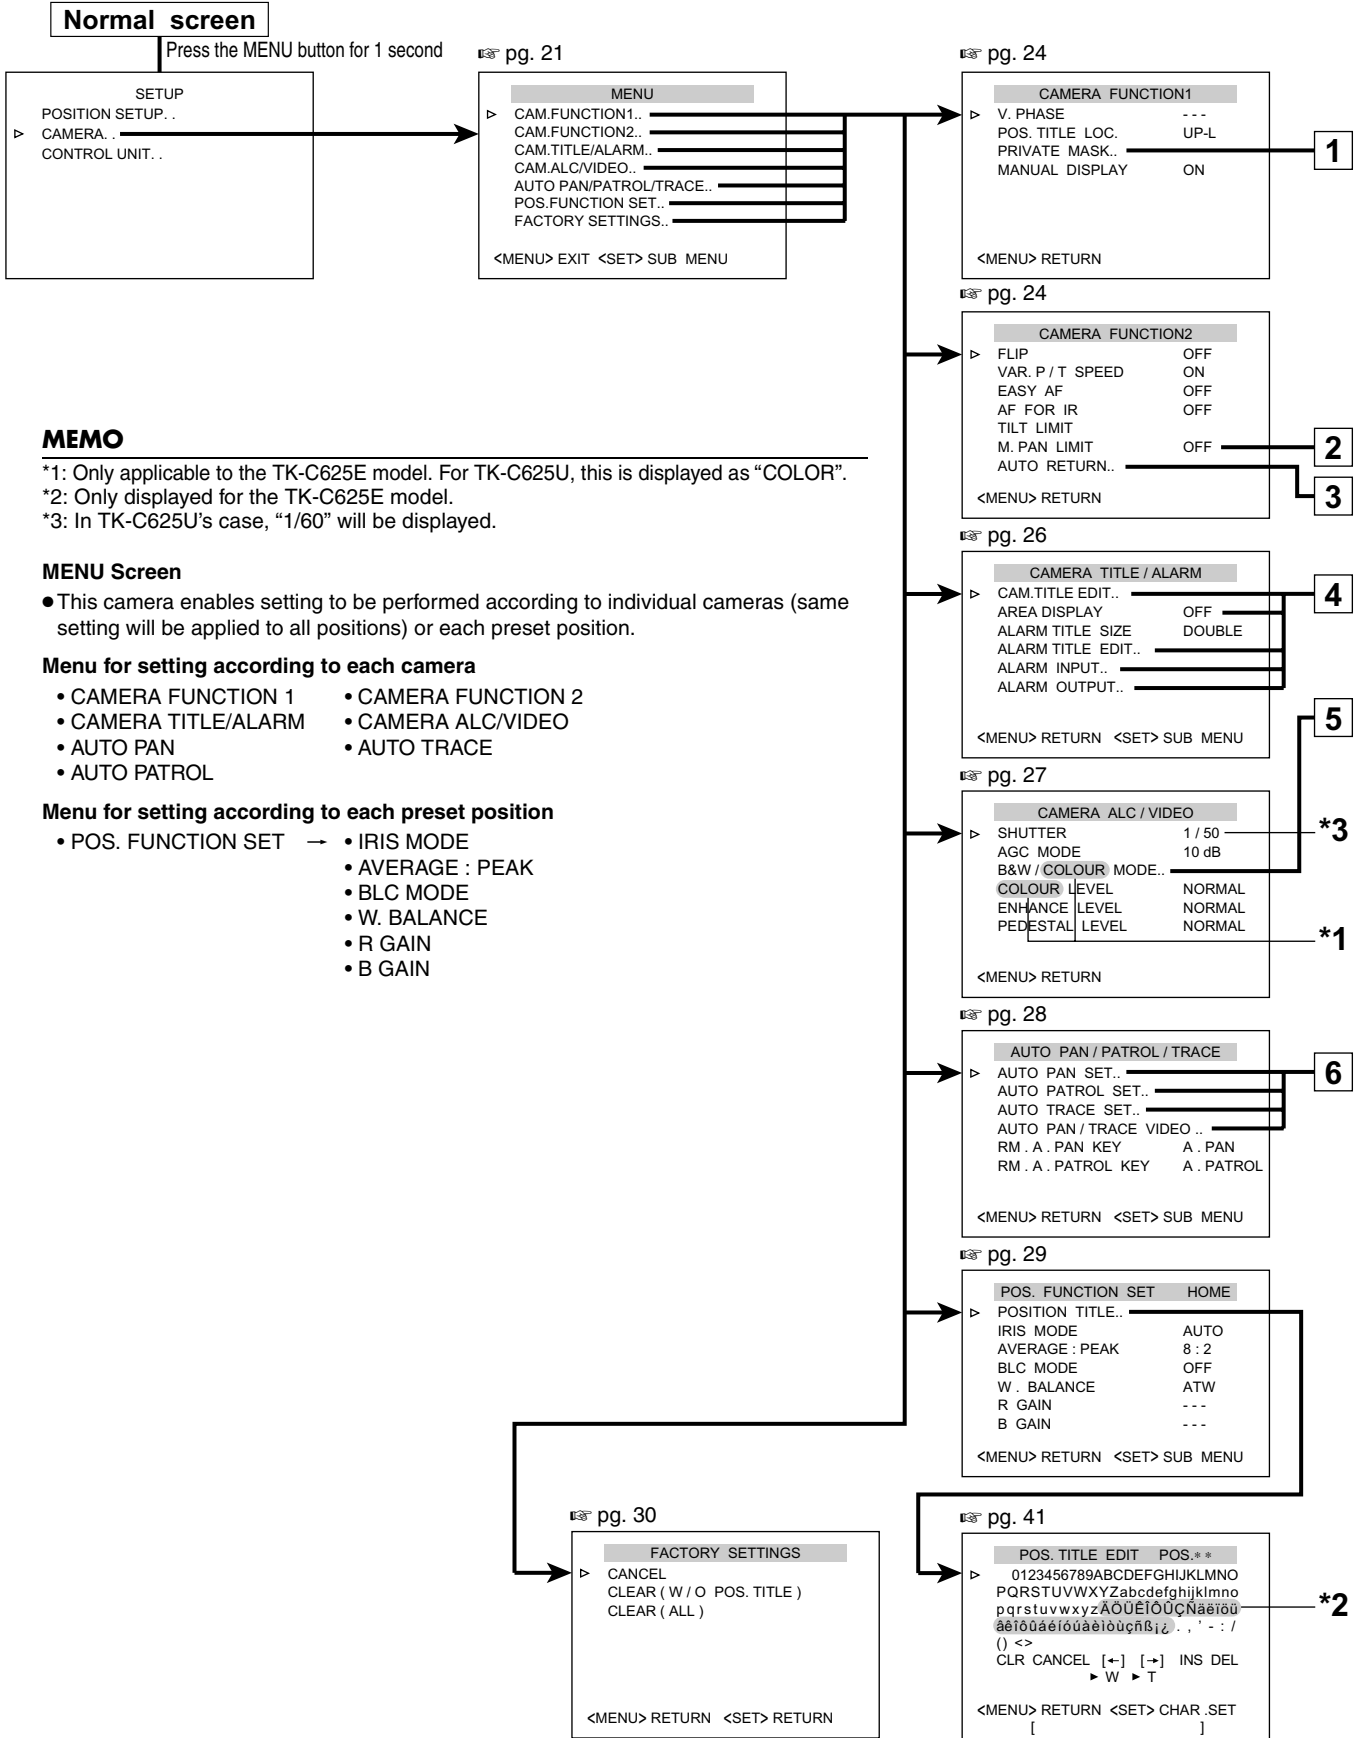 Normal screen
Press the MENU button for 1 second
SETUP
POSITION SETUP. .
CAMERA. .
CONTROL UNIT. .
☞ pg. 21
MENU
CAM.FUNCTION1..
CAM.FUNCTION2..
CAM.TITLE/ALARM..
CAM.ALC/VIDEO..
AUTO PAN/PATROL/TRACE..
POS.FUNCTION SET..
FACTORY SETTINGS..
<MENU> EXIT <SET> SUB MENU
☞ pg. 24
CAMERA FUNCTION1
V. PHASE - - -
POS. TITLE LOC. UP-L
PRIVATE MASK..
MANUAL DISPLAY ON
<MENU> RETURN
1
☞ pg. 24
CAMERA FUNCTION2
FLIP OFF
VAR. P / T SPEED ON
EASY AF OFF
AF FOR IR OFF
TILT LIMIT
M. PAN LIMIT OFF
AUTO RETURN..
<MENU> RETURN
2
3
MEMO
*1: Only applicable to the TK-C625E model. For TK-C625U, this is displayed as “COLOR”.
*2: Only displayed for the TK-C625E model.
*3: In TK-C625U’s case, “1/60” will be displayed.
MENU Screen
● This camera enables setting to be performed according to individual cameras (same
setting will be applied to all positions) or each preset position.
Menu for setting according to each camera
• CAMERA FUNCTION 1 • CAMERA FUNCTION 2
• CAMERA TITLE/ALARM • CAMERA ALC/VIDEO
• AUTO PAN • AUTO TRACE
• AUTO PATROL
Menu for setting according to each preset position
• POS. FUNCTION SET → • IRIS MODE
• AVERAGE : PEAK
• BLC MODE
• W. BALANCE
• R GAIN
• B GAIN
☞ pg. 26
CAMERA TITLE / ALARM
CAM.TITLE EDIT..
AREA DISPLAY OFF
ALARM TITLE SIZE DOUBLE
ALARM TITLE EDIT..
ALARM INPUT..
ALARM OUTPUT..
<MENU> RETURN <SET> SUB MENU
4
5
☞ pg. 27
CAMERA ALC / VIDEO
SHUTTER 1 / 50
AGC MODE 10 dB
B&W / COLOUR MODE..
COLOUR LEVEL NORMAL
ENHANCE LEVEL NORMAL
PEDESTAL LEVEL NORMAL
<MENU> RETURN
*3
*1
☞ pg. 28
AUTO PAN / PATROL / TRACE
AUTO PAN SET..
AUTO PATROL SET..
AUTO TRACE SET..
AUTO PAN / TRACE VIDEO ..
RM . A . PAN KEY A . PAN
RM . A . PATROL KEY A . PATROL
<MENU> RETURN <SET> SUB MENU
6
☞ pg. 29
POS. FUNCTION SET HOME
POSITION TITLE..
IRIS MODE AUTO
AVERAGE : PEAK 8 : 2
BLC MODE OFF
W . BALANCE ATW
R GAIN - - -
B GAIN - - -
<MENU> RETURN <SET> SUB MENU
☞ pg. 30
FACTORY SETTINGS
CANCEL
CLEAR ( W / O POS. TITLE )
CLEAR ( ALL )
<MENU> RETURN <SET> RETURN
☞ pg. 41
POS. TITLE EDIT POS.* *
0123456789ABCDEFGHIJKLMNO
PQRSTUVWXYZabcdefghijklmno
pqrstuvwxyzÄÖÜÊÎÔÛÇÑäëïöü
âêîôûáéíóúàèìòùçñß¡¿ . , ' - : /
() <>
CLR CANCEL [←] [→] INS DEL
► W ► T
<MENU> RETURN <SET> CHAR .SET
[ ]
*2